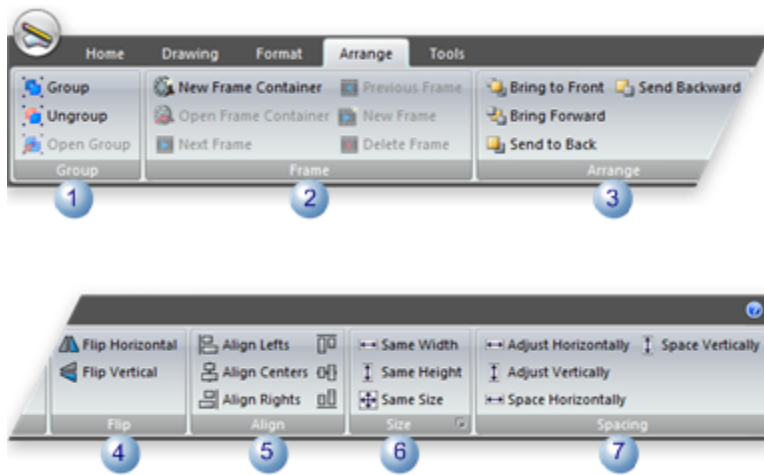 Home Drawing Format Arrange Tools
Group New Frame Container Previous Frame Bring to Front Send Backward
Ungroup Open Frame Container New Frame Bring Forward
Open Group Next Frame Delete Frame Send to Back
Group Frame Arrange
1 2 3
Flip Horizontal Align Lefts Same Width Adjust Horizontally Space Vertically
Flip Vertical Align Centers Same Height Adjust Vertically
Align Rights Same Size Space Horizontally
Flip Align Size Spacing
4 5 6 7